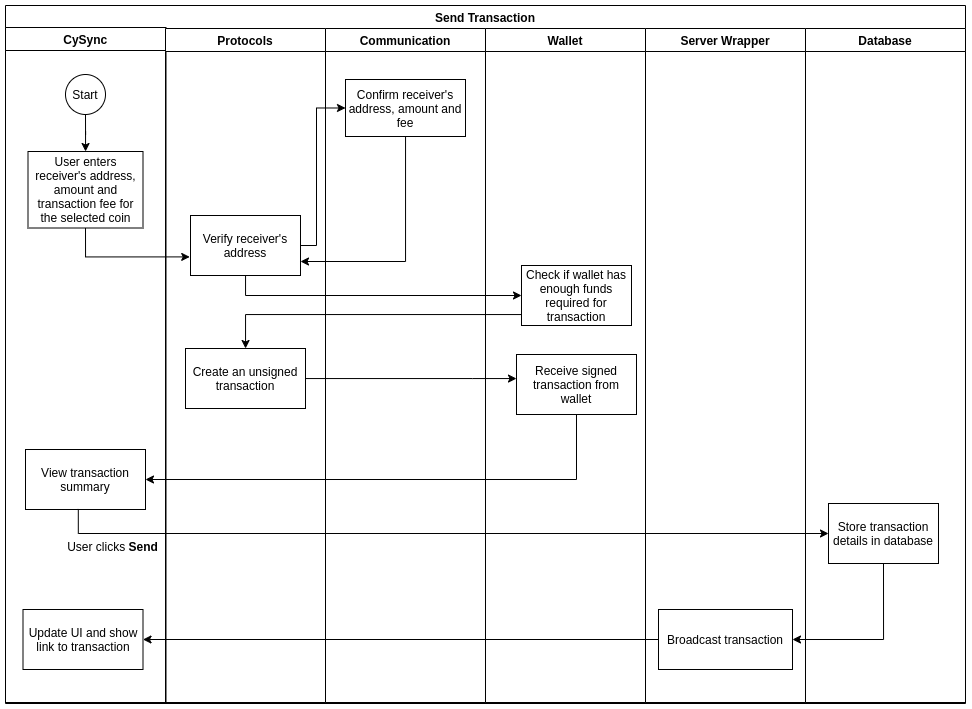 Send Transaction
CySync
Protocols
Communication
Wallet
Server Wrapper
Database
Start
Confirm receiver's
address, amount and
fee
User enters
receiver's address,
amount and
transaction fee for
the selected coin
Verify receiver's
address
Check if wallet has
enough funds
required for
transaction
Create an unsigned
transaction
Receive signed
transaction from
wallet
View transaction
summary
User clicks Send
Store transaction
details in database
Broadcast transaction
Update UI and show
link to transaction